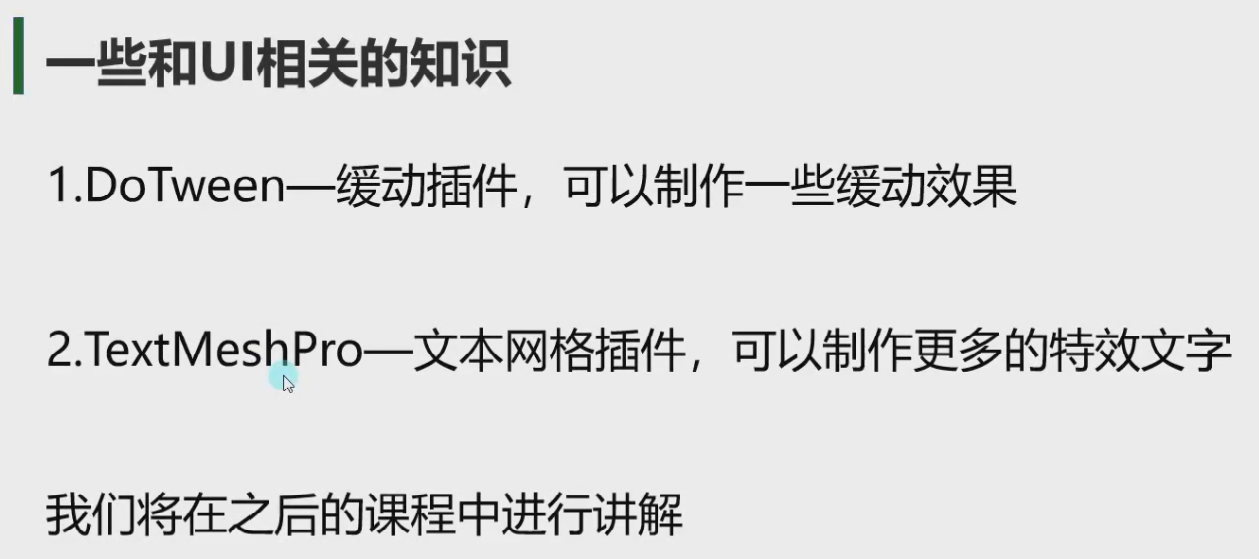 一些和UI相关的知识
1.DoTween—缓动插件，可以制作一些缓动效果
2.TextMeshPro—文本网格插件，可以制作更多的特效文字
我们将在之后的课程中进行讲解